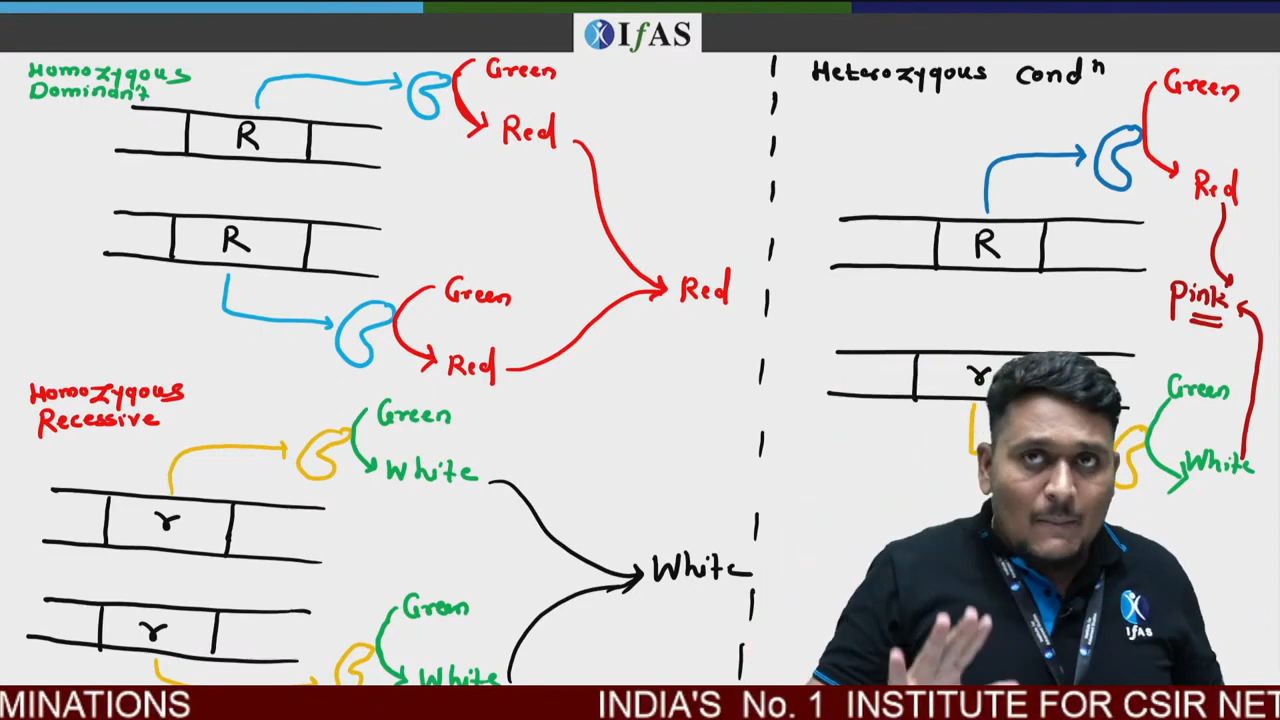 IfAS
Homozygous
Dominant
R
Green
Red
R
Green
Red
Red
Homozygous
Recessive
r
Green
White
r
Green
White
White
Heterozygous condn
R
Green
Red
Pink
r
Green
White
IfAS
MINATIONS INDIA'S No. 1 INSTITUTE FOR CSIR NET